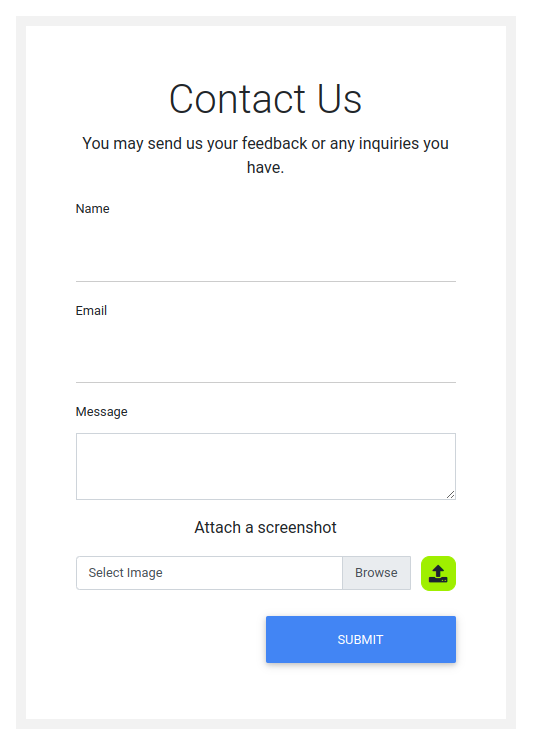 Contact Us
You may send us your feedback or any inquiries you
have.
Name
Email
Message
Attach a screenshot
Select Image Browse
SUBMIT